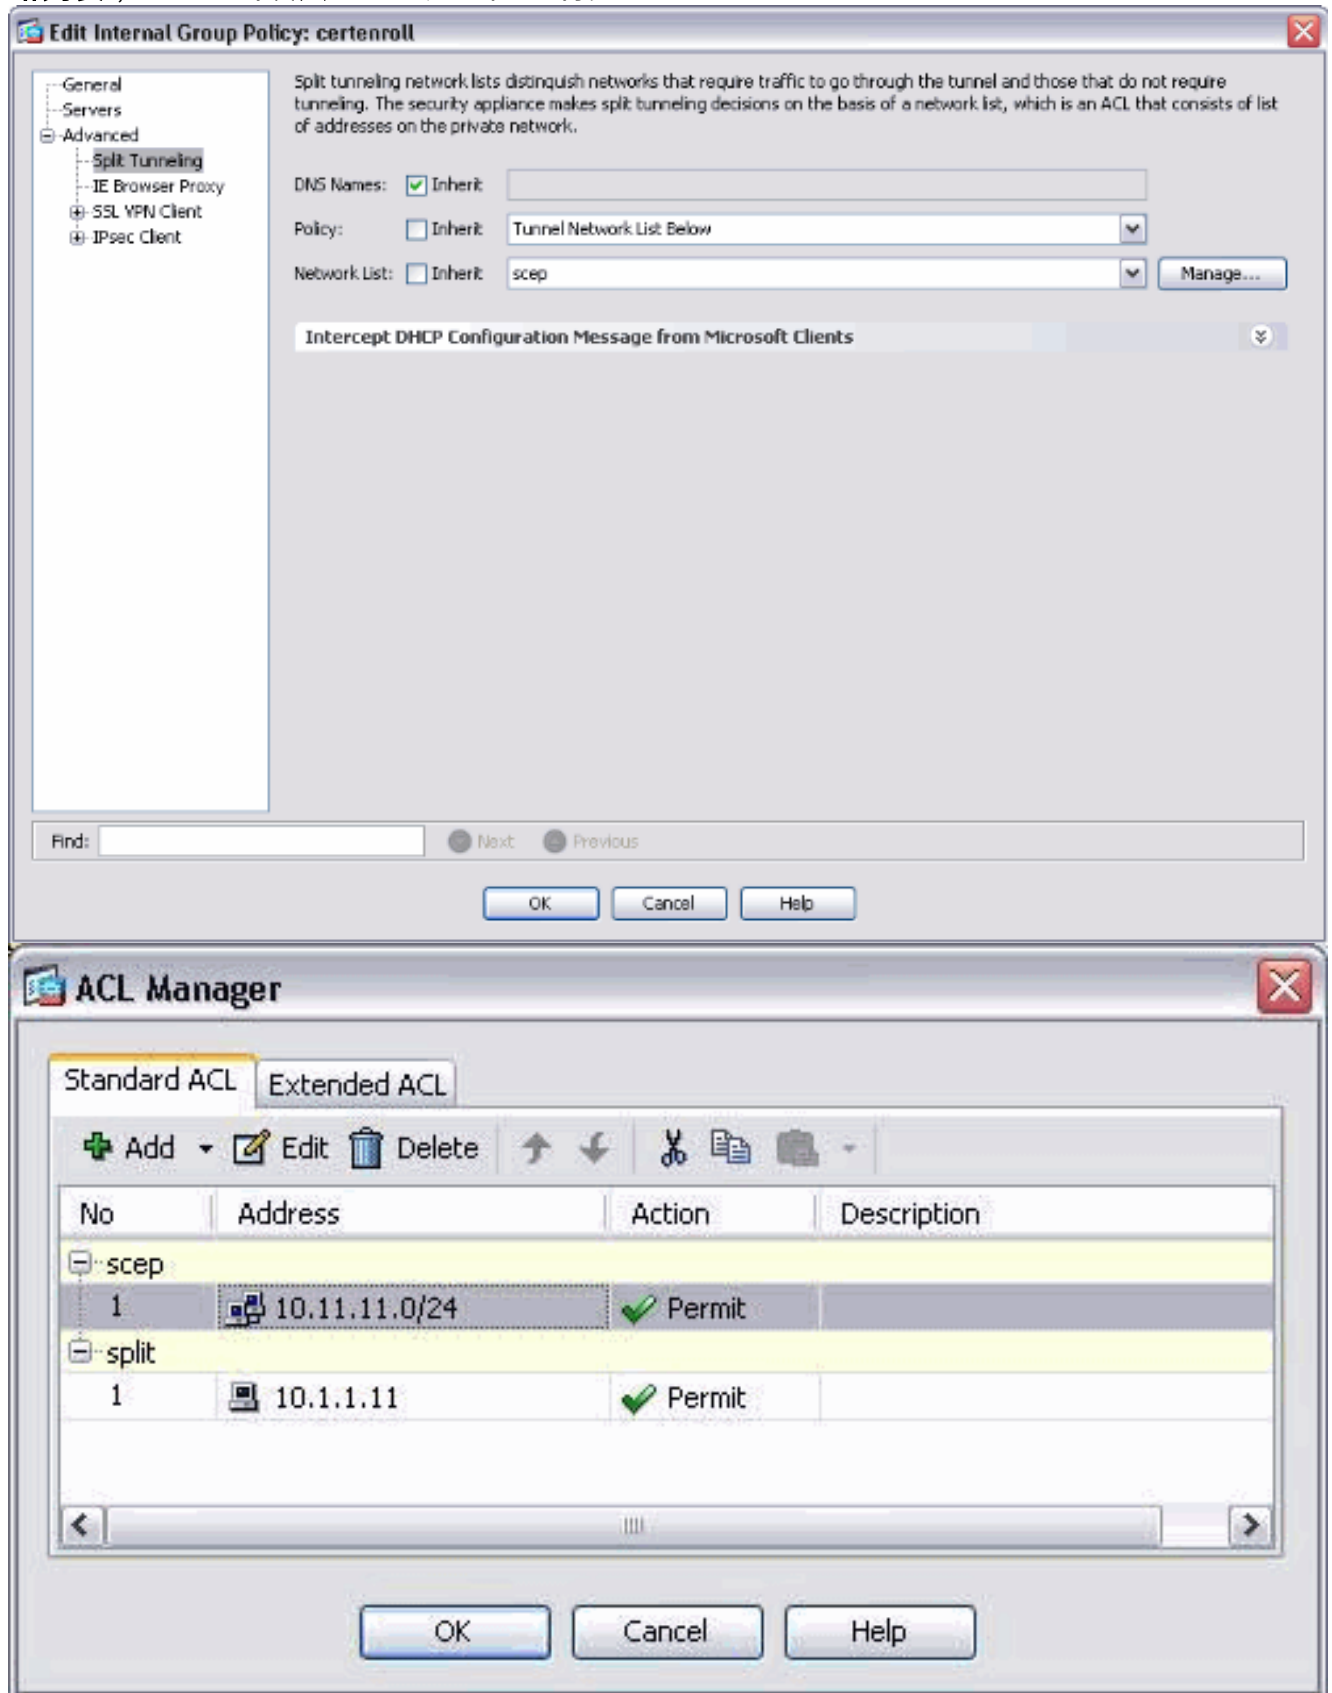 Edit Internal Group Policy: certenroll
General
Servers
Advanced
Split Tunneling
IE Browser Proxy
SSL VPN Client
IPsec Client
Split tunneling network lists distinguish networks that require traffic to go through the tunnel and those that do not require
tunneling. The security appliance makes split tunneling decisions on the basis of a network list, which is an ACL that consists of list
of addresses on the private network.
DNS Names: Inherit
Policy: Inherit Tunnel Network List Below
Network List: Inherit scep Manage...
Intercept DHCP Configuration Message from Microsoft Clients
Find: Next Previous
OK Cancel Help
ACL Manager
Standard ACL Extended ACL
Add Edit Delete
No Address Action Description
scep
1 10.11.11.0/24 Permit
split
1 10.1.1.11 Permit
OK Cancel Help